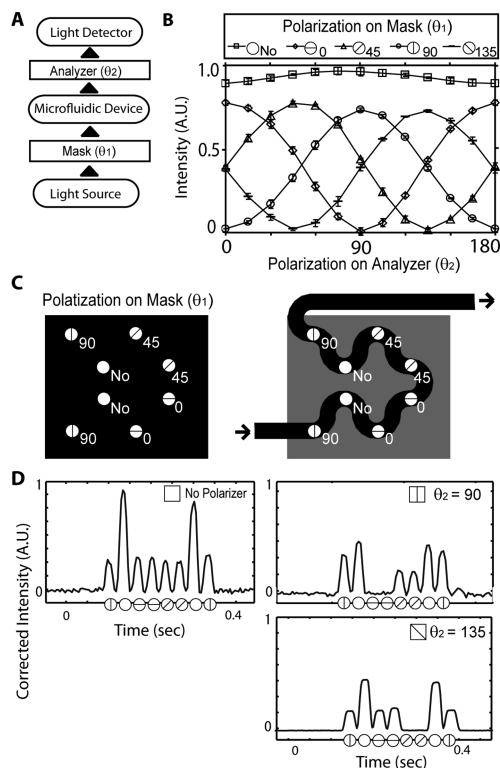 A
Light Detector
Analyzer (θ2)
Microfluidic Device
Mask (θ1)
Light Source
B
Polarization on Mask (θ1)
No 0 45 90 135
Intensity (A.U.)
1.0
0.5
0
0 90 180
Polarization on Analyzer (θ2)
C
Polatization on Mask (θ1)
90 45
No 45
No 0
90 0
90 45
No 45
No 0
90 0
D
Corrected Intensity (A.U.)
1
0
No Polarizer
0 0.4
Time (sec)
1
0
θ2 = 90
1
0
θ2 = 135
0 0.4
Time (sec)